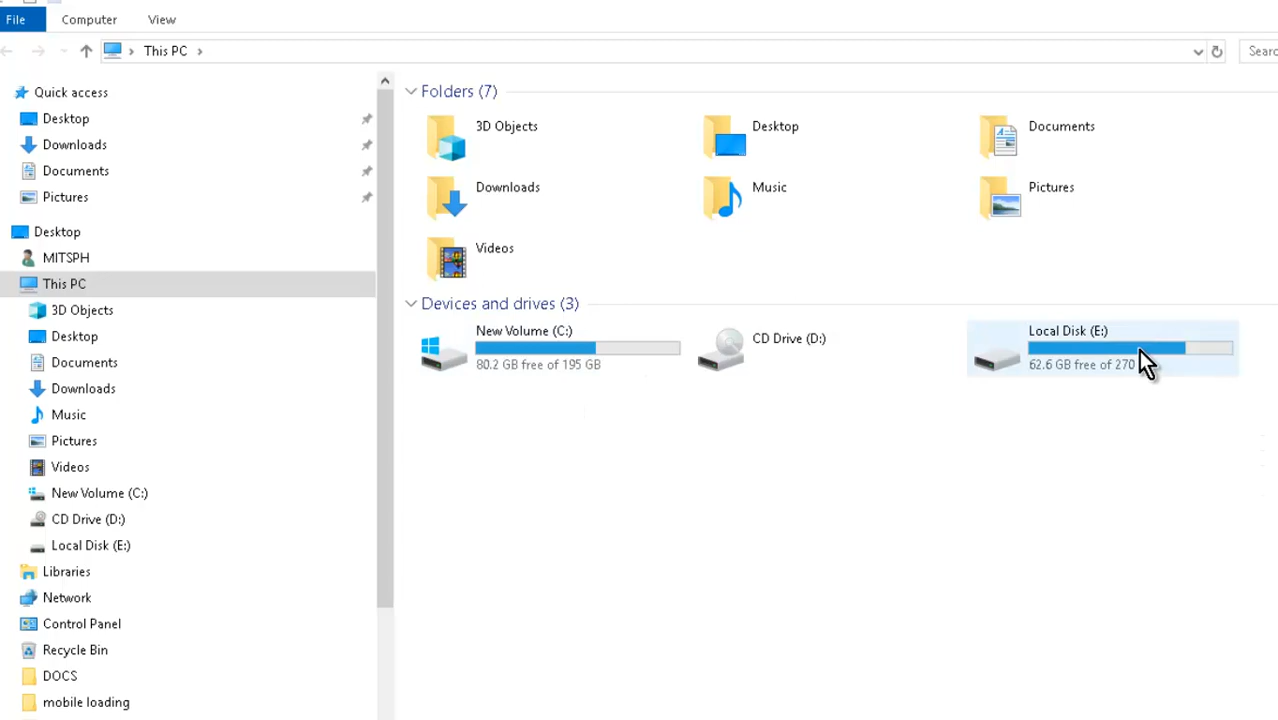 File Computer View
This PC
Searc
Quick access
Desktop
Downloads
Documents
Pictures
Desktop
MITSPH
This PC
3D Objects
Desktop
Documents
Downloads
Music
Pictures
Videos
New Volume (C:)
CD Drive (D:)
Local Disk (E:)
Libraries
Network
Control Panel
Recycle Bin
DOCS
mobile loading
Folders (7)
3D Objects
Desktop
Documents
Downloads
Music
Pictures
Videos
Devices and drives (3)
New Volume (C:)
80.2 GB free of 195 GB
CD Drive (D:)
Local Disk (E:)
62.6 GB free of 270